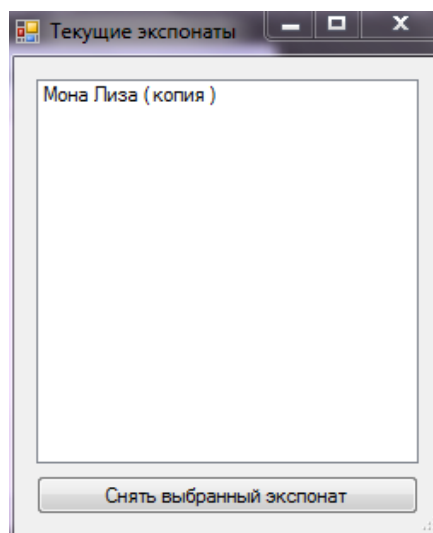 Текущие экспонаты
Мона Лиза ( копия )
Снять выбранный экспонат